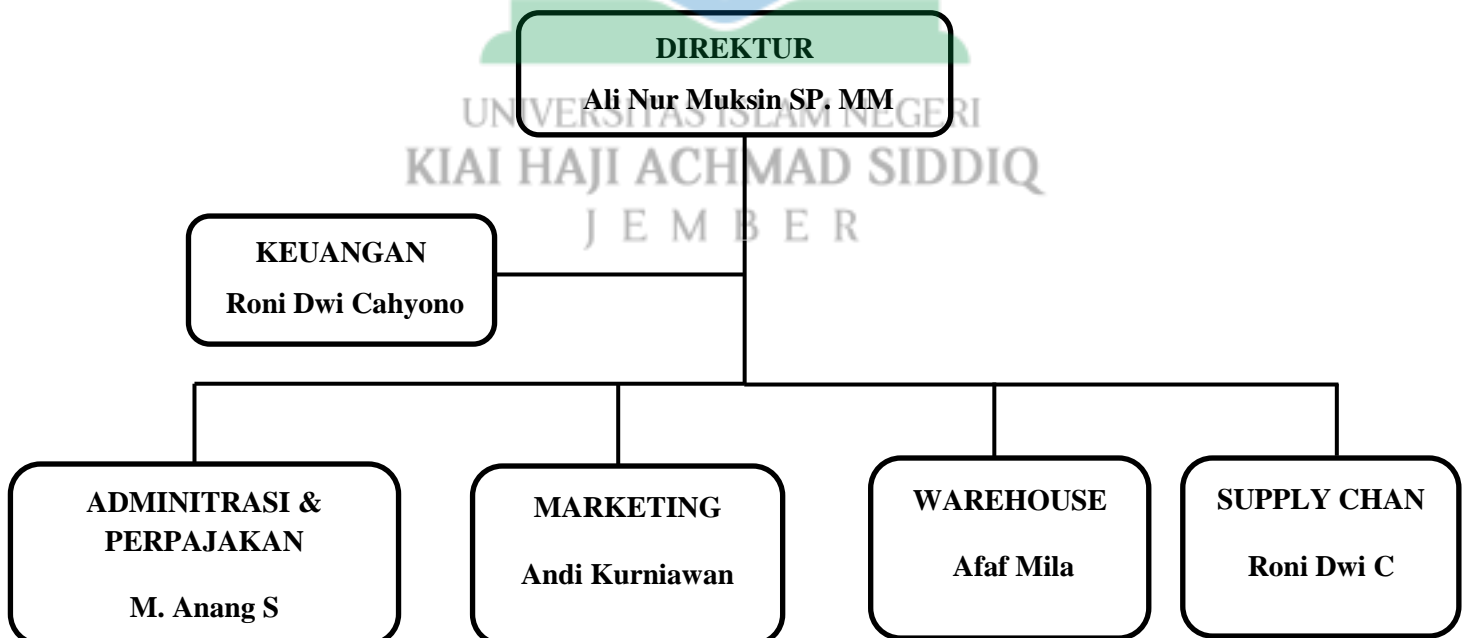 DIREKTUR
Ali Nur Muksin SP. MM
UNIVERSITAS ISLAM NEGERI
KIAI HAJI ACHMAD SIDDIQ
JEMBER
KEUANGAN
Roni Dwi Cahyono
ADMINITRASI &
PERPAJAKAN
M. Anang S
MARKETING
Andi Kurniawan
WAREHOUSE
Afaf Mila
SUPPLY CHAN
Roni Dwi C